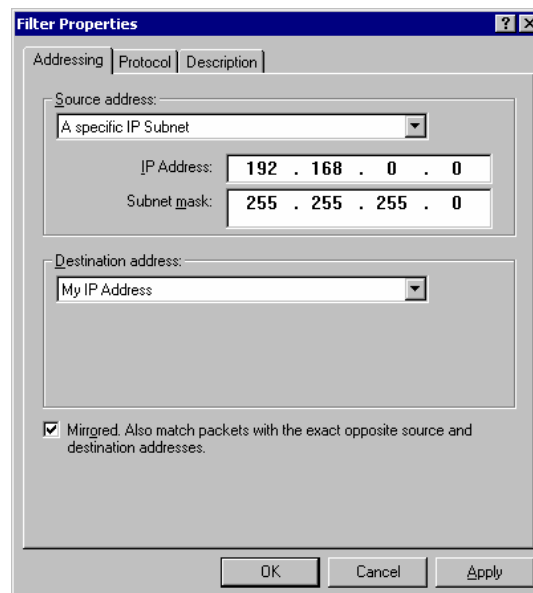 Filter Properties
Addressing Protocol Description
Source address:
A specific IP Subnet
IP Address: 192 . 168 . 0 . 0
Subnet mask: 255 . 255 . 255 . 0
Destination address:
My IP Address
Mirrored. Also match packets with the exact opposite source and
destination addresses.
OK Cancel Apply